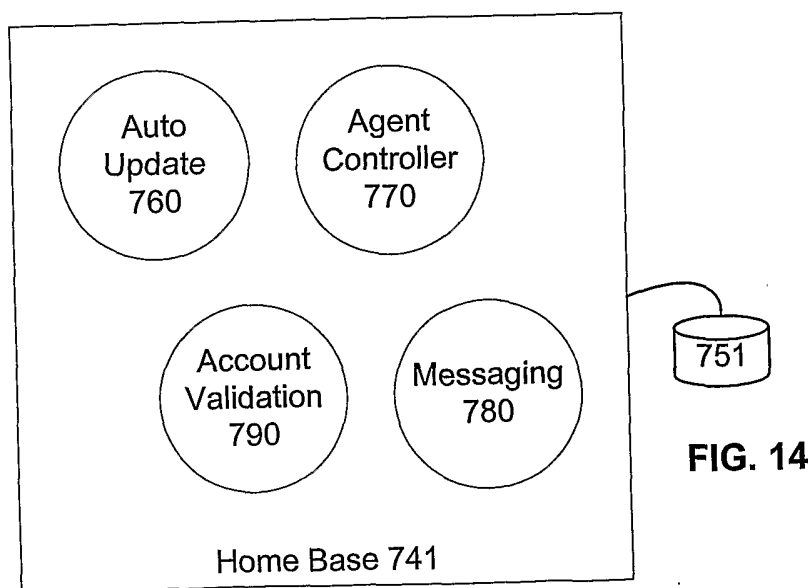 Auto
Update
760
Agent
Controller
770
Account
Validation
790
Messaging
780
751
FIG. 14
Home Base 741